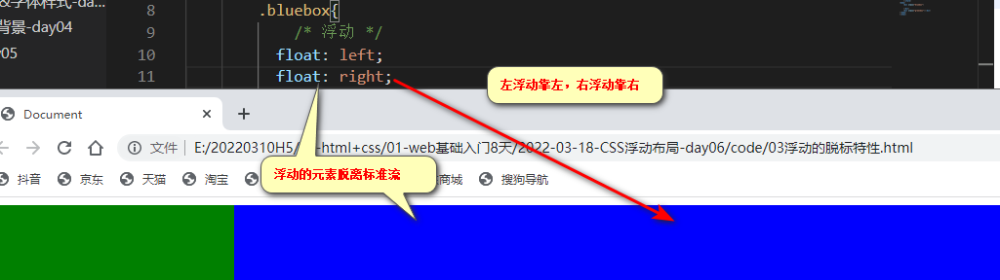 &字体样式-da...
背景-day04
05
8 .bluebox{
9 /* 浮动 */
10 float: left;
11 float: right;
左浮动靠左，右浮动靠右
Document
文件 E:/20220310H5/ -html+css/01-web基础入门8天/2022-03-18-CSS浮动布局-day06/code/03浮动的脱标特性.html
抖音 京东 天猫 淘宝 商城 搜狗导航
浮动的元素脱离标准流